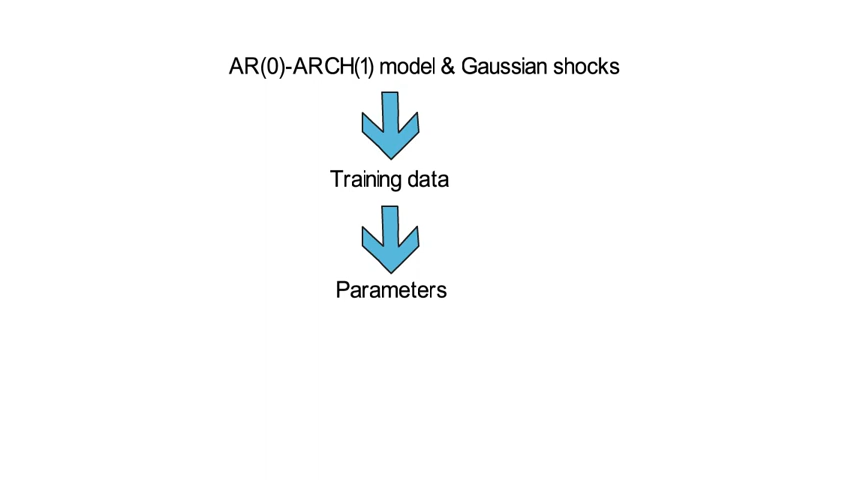 AR(0)-ARCH(1) model & Gaussian shocks
Training data
Parameters